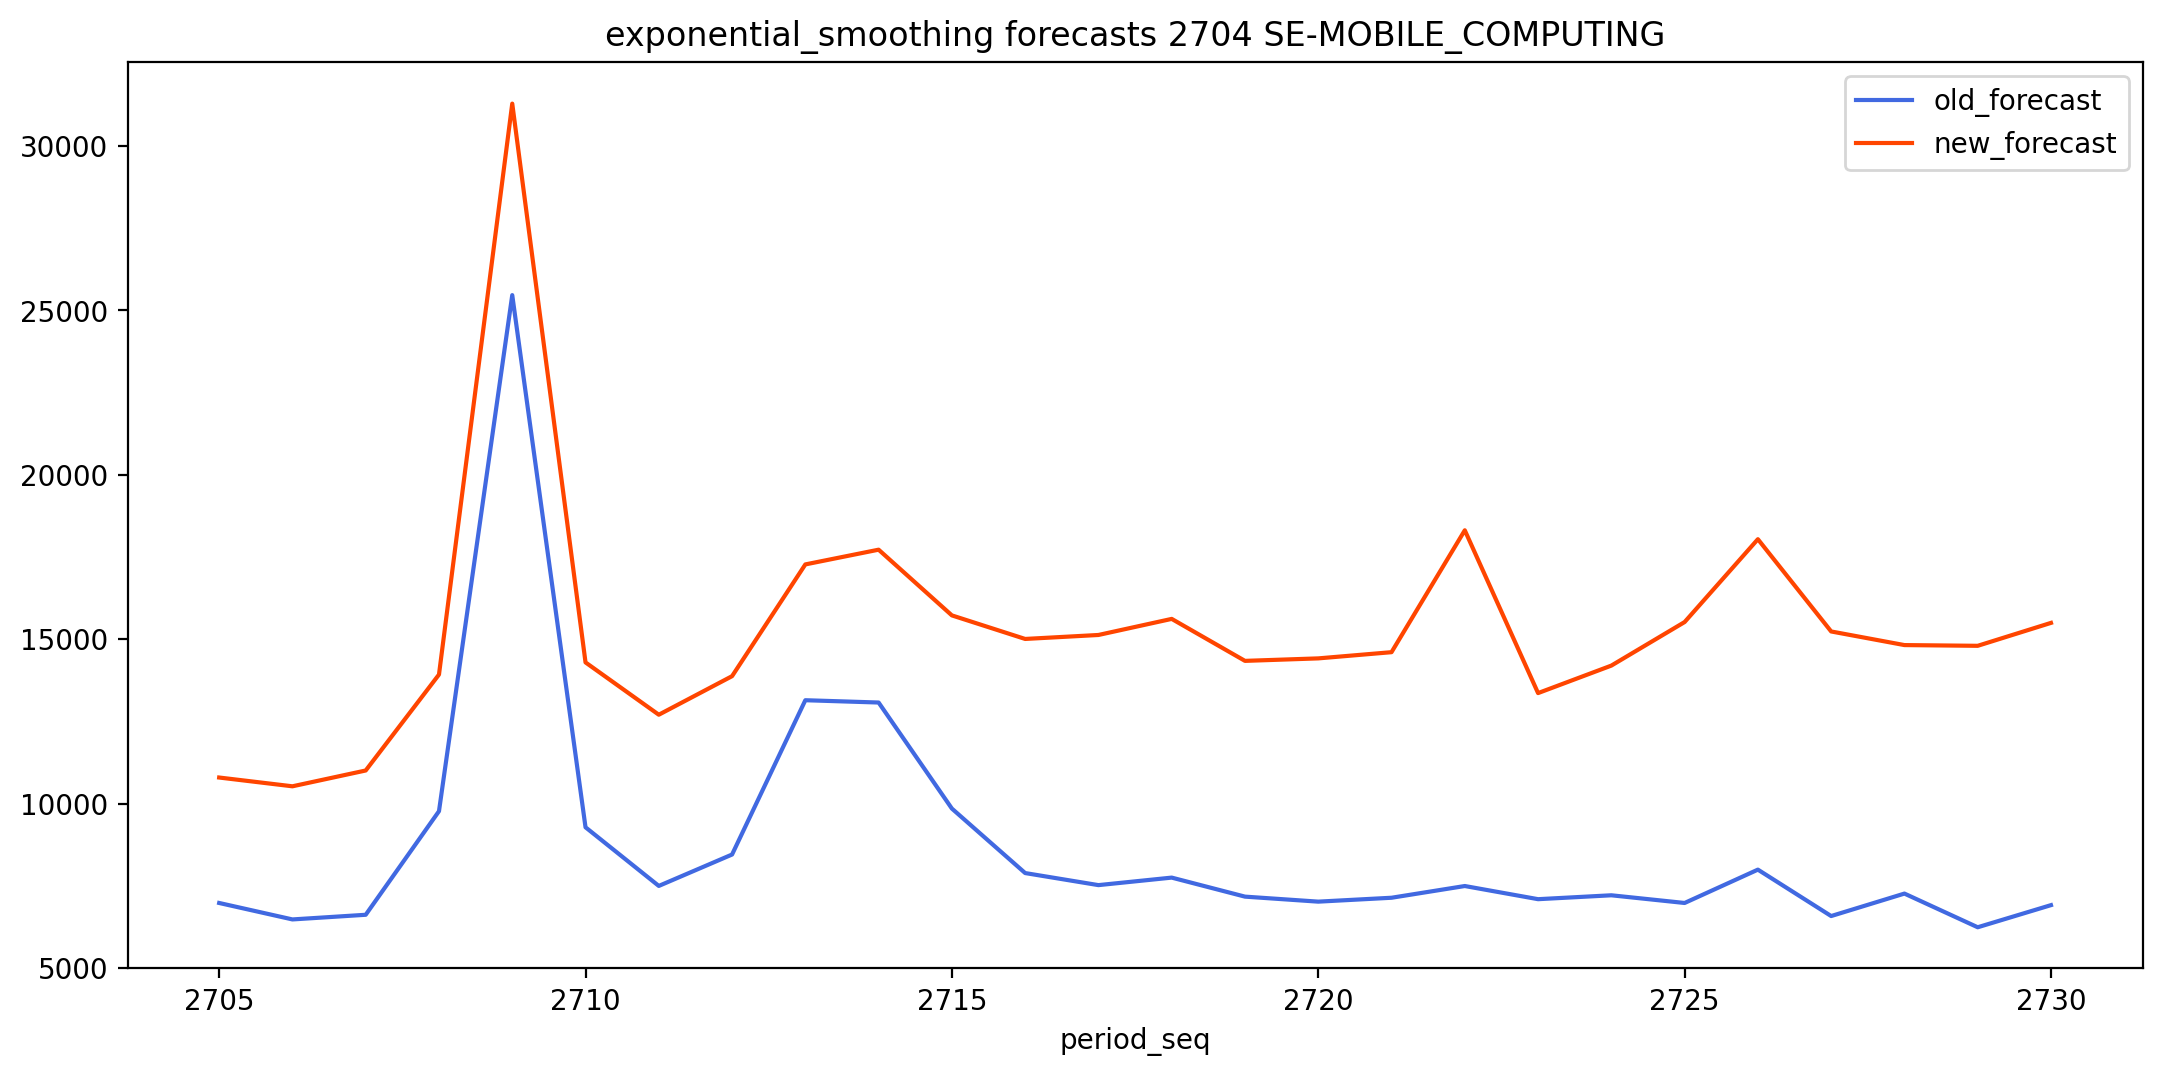 exponential_smoothing forecasts 2704 SE-MOBILE_COMPUTING
old_forecast
new_forecast
30000
25000
20000
15000
10000
5000
2705 2710 2715 2720 2725 2730
period_seq